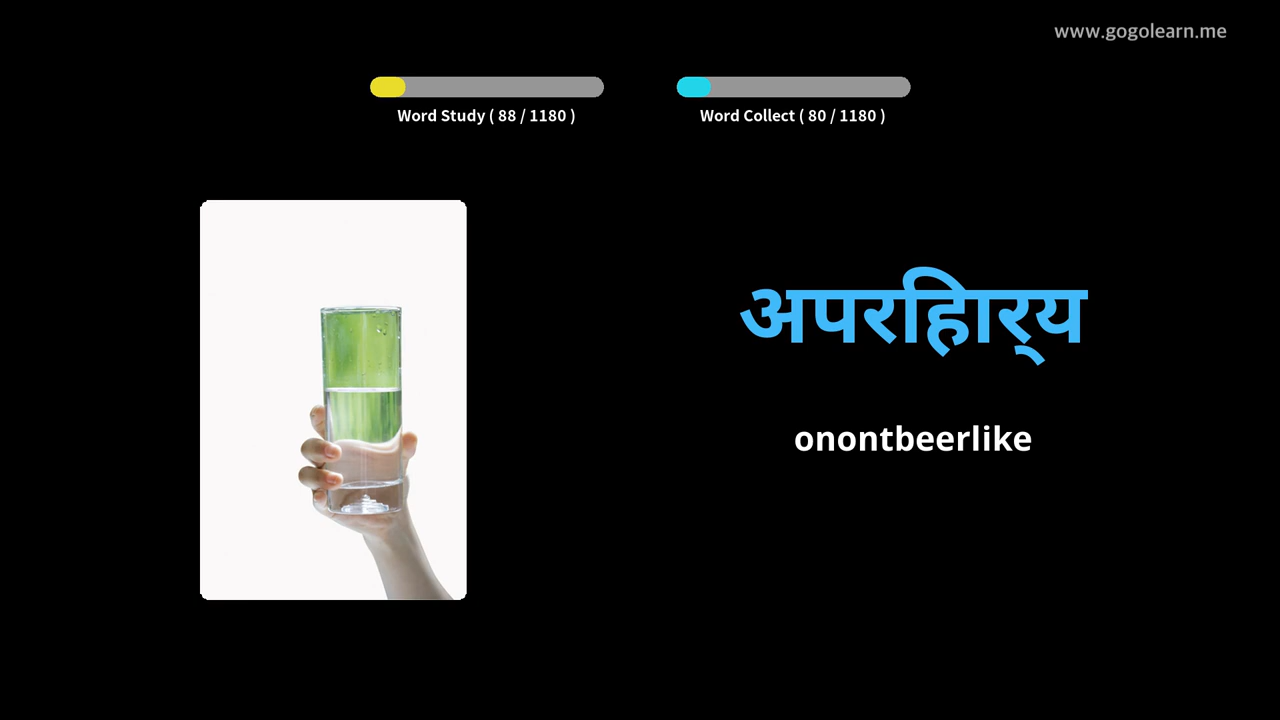 www.gogolearn.me
Word Study ( 88 / 1180 )
Word Collect ( 80 / 1180 )
अपरिहार्य
onontbeerlike